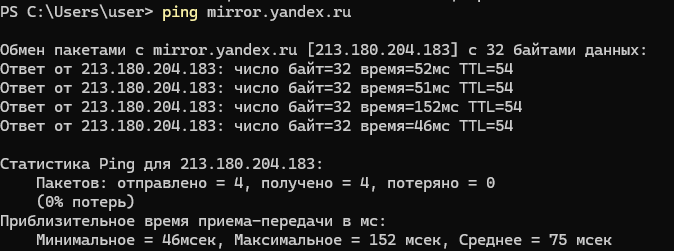 PS C:\Users\user> ping mirror.yandex.ru
Обмен пакетами с mirror.yandex.ru [213.180.204.183] с 32 байтами данных:
Ответ от 213.180.204.183: число байт=32 время=52мс TTL=54
Ответ от 213.180.204.183: число байт=32 время=51мс TTL=54
Ответ от 213.180.204.183: число байт=32 время=152мс TTL=54
Ответ от 213.180.204.183: число байт=32 время=46мс TTL=54
Статистика Ping для 213.180.204.183:
Пакетов: отправлено = 4, получено = 4, потеряно = 0
(0% потерь)
Приблизительное время приема-передачи в мс:
Минимальное = 46мсек, Максимальное = 152 мсек, Среднее = 75 мсек